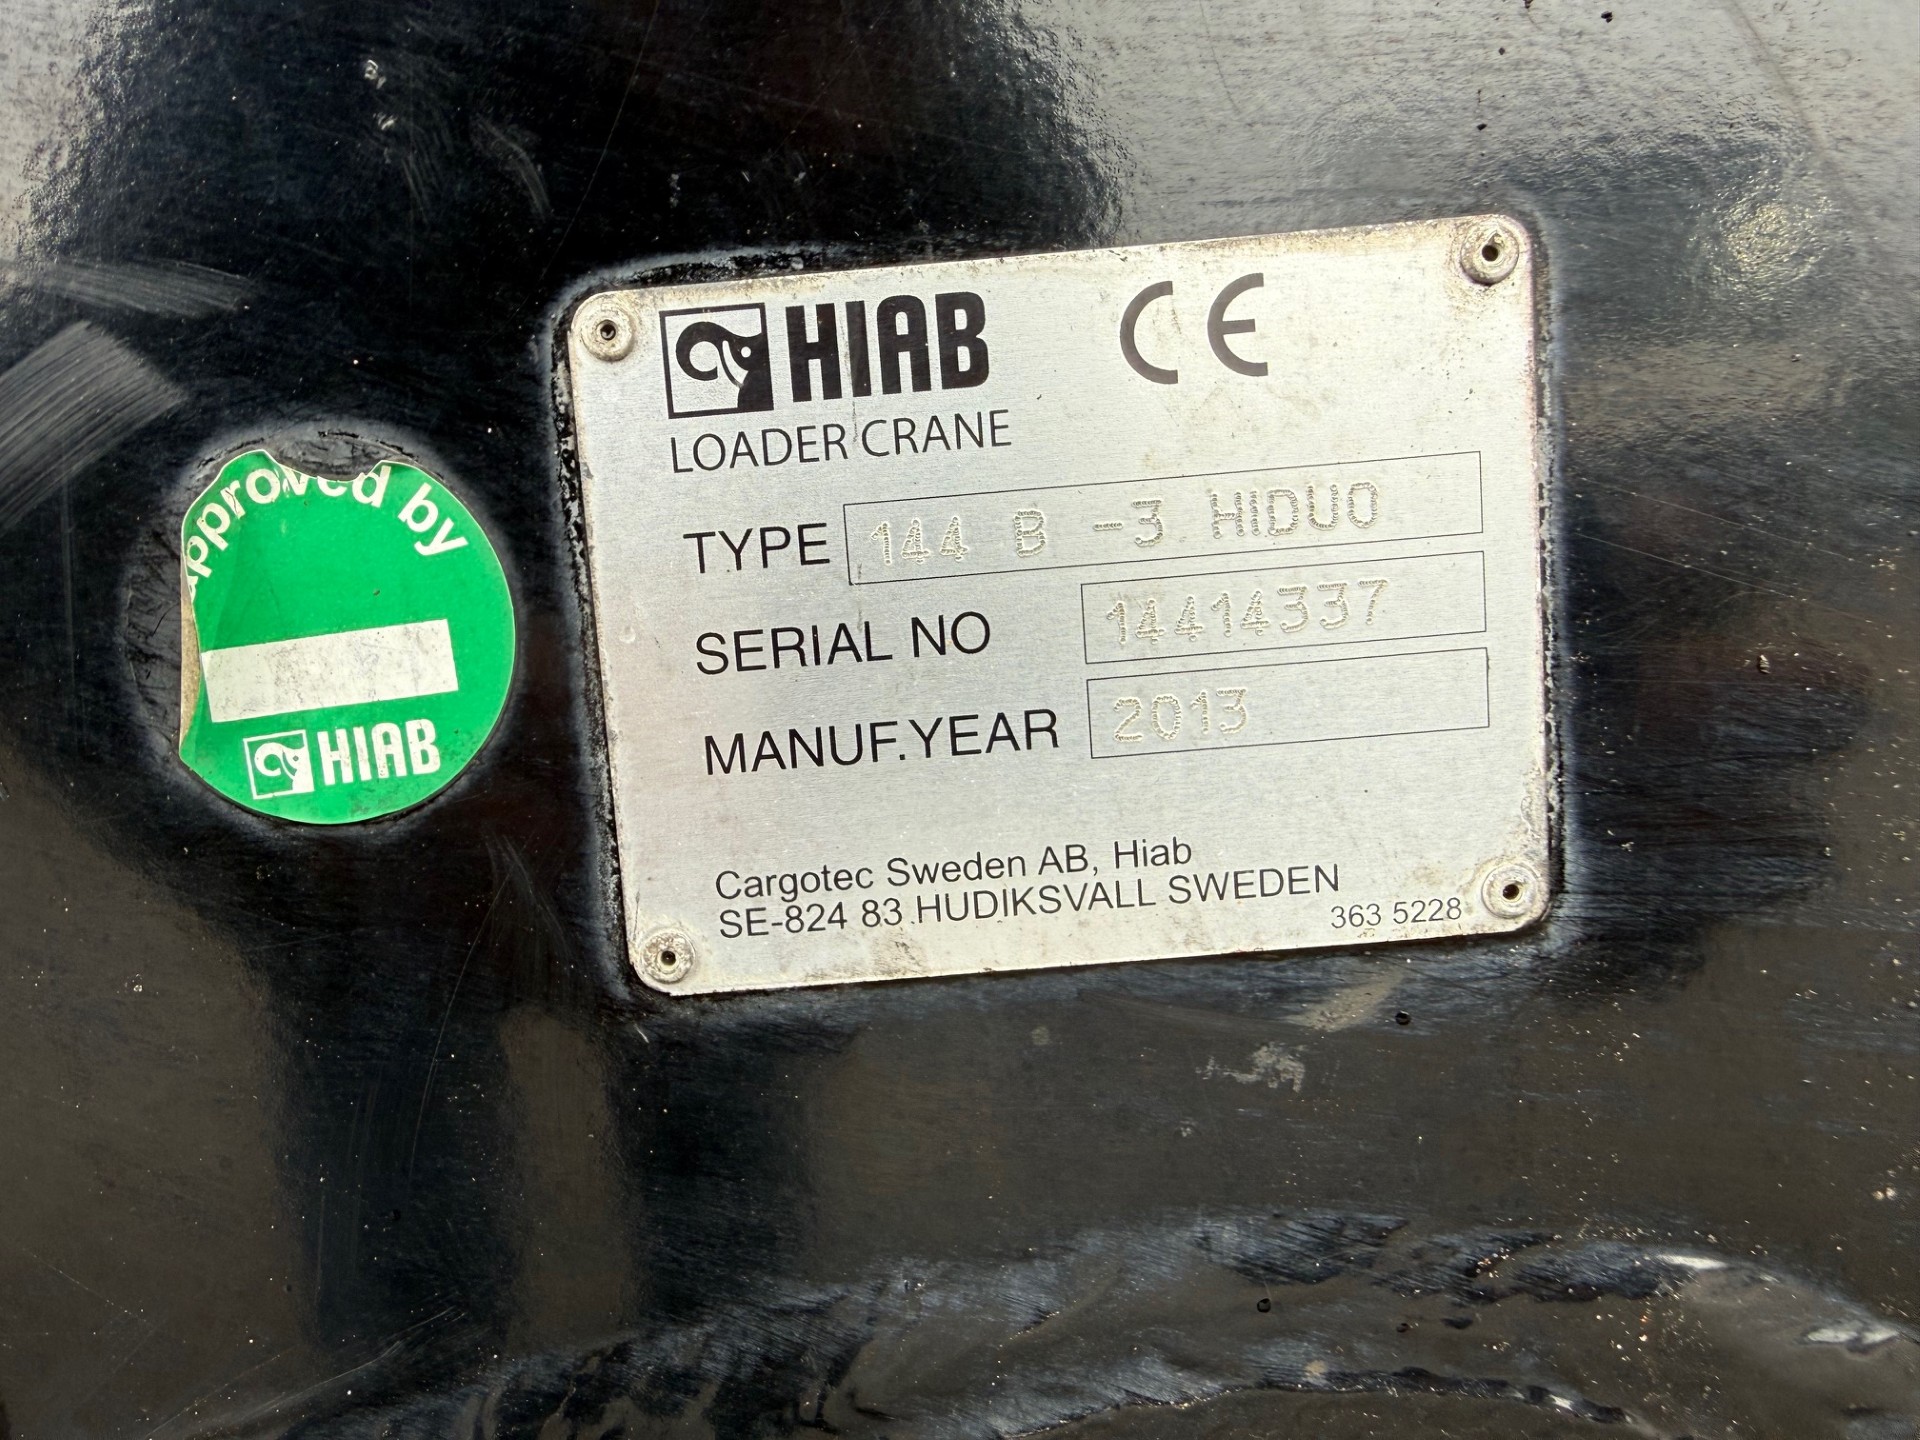 HIAB CE
LOADER CRANE
TYPE 144 B -3 HIDUO
SERIAL NO 14414337
MANUF.YEAR 2013
Cargotec Sweden AB, Hiab
SE-824 83 HUDIKSVALL SWEDEN
363 5228
approved by
HIAB